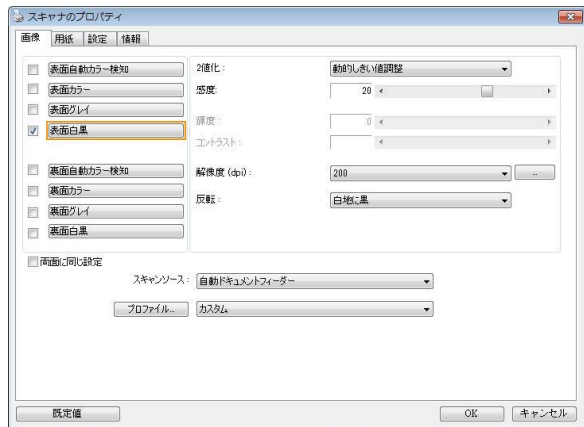 スキャナのプロパティ
画像 用紙 設定 情報
表面自動カラー検知
表面カラー
表面グレイ
表面白黒
裏面自動カラー検知
裏面カラー
裏面グレイ
裏面白黒
2値化:
動的しきい値調整
感度:
20
輝度:
0
コントラスト:
解像度 (dpi):
200
..
反転:
白地に黒
両面に同じ設定
スキャンソース:
自動ドキュメントフィーダー
プロファイル...
カスタム
既定値
OK
キャンセル